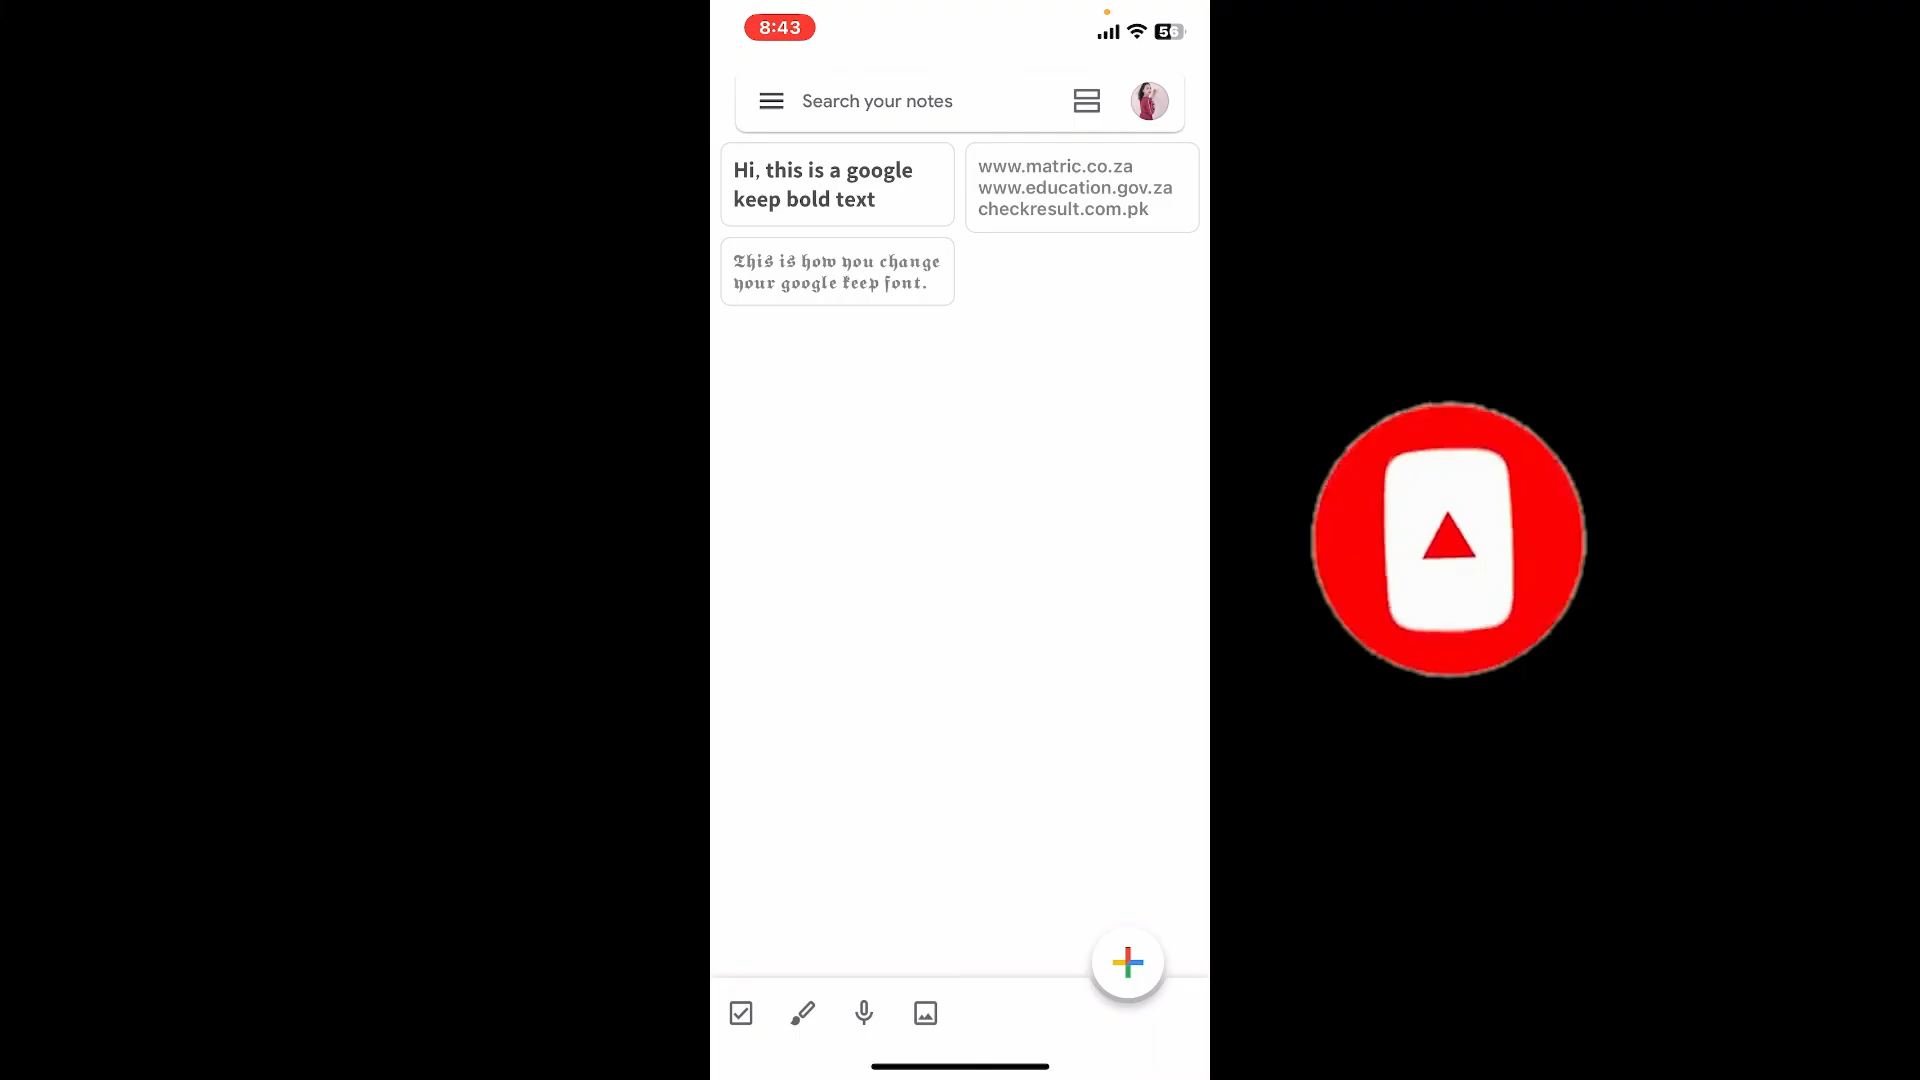 8:43
56
Search your notes
Hi, this is a google
keep bold text
www.matric.co.za
www.education.gov.za
checkresult.com.pk
𝕿𝖍𝖎𝖘 𝖎𝖘 𝖍𝖔𝖜 𝖞𝖔𝖚 𝖈𝖍𝖆𝖓𝖌𝖊
𝖞𝖔𝖚𝖗 𝖌𝖔𝖔𝖌𝖑𝖊 𝖐𝖊𝖊𝖕 𝖋𝖔𝖓𝖙.